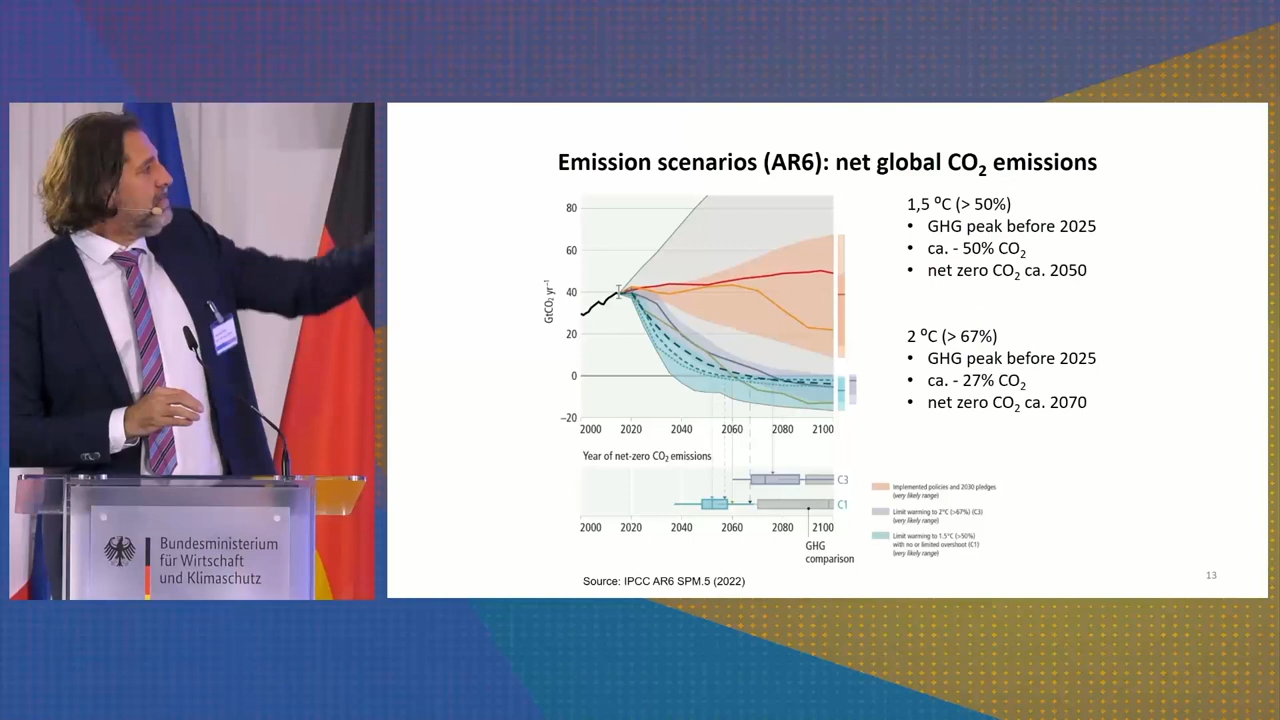 Emission scenarios (AR6): net global CO2 emissions
80
60
40
20
0
−20
GtCO2 yr⁻¹
2000 2020 2040 2060 2080 2100
Year of net-zero CO2 emissions
C3
C1
2000 2020 2040 2060 2080 2100
GHG
comparison
Source: IPCC AR6 SPM.5 (2022)
1,5 ⁰C (> 50%)
• GHG peak before 2025
• ca. - 50% CO2
• net zero CO2 ca. 2050
2 ⁰C (> 67%)
• GHG peak before 2025
• ca. - 27% CO2
• net zero CO2 ca. 2070
Implemented policies and 2030 pledges
(very likely range)
Limit warming to 2°C (>67%) (C3)
(very likely range)
Limit warming to 1.5°C (>50%)
with no or limited overshoot (C1)
(very likely range)
13
Bundesministerium
für Wirtschaft
und Klimaschutz